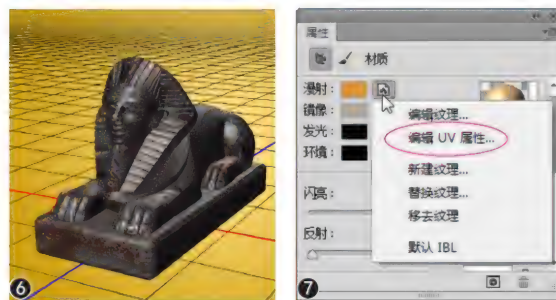 6
7
属性
材质
漫射：
镜像：
发光：
环境：
闪亮：
反射：
编辑纹理...
编辑 UV 属性...
新建纹理...
替换纹理...
移去纹理
默认 IBL